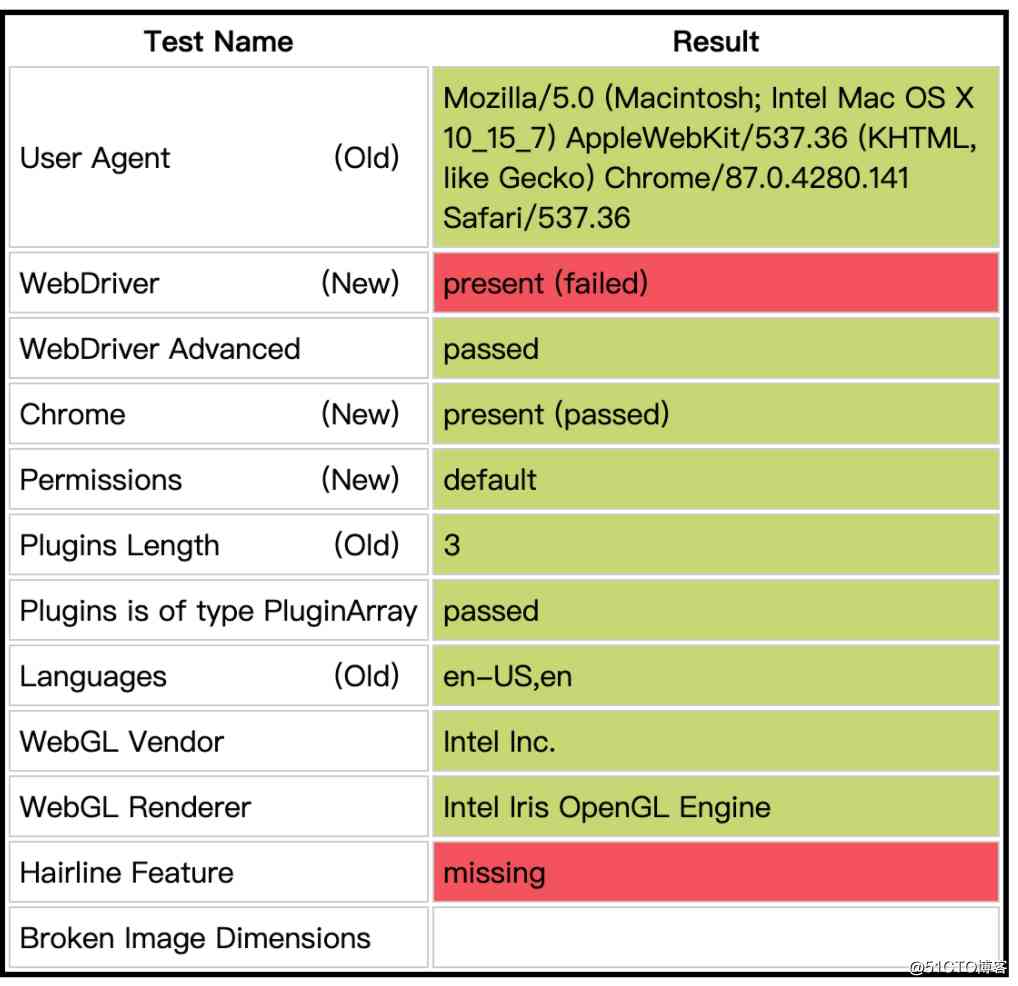 Test Name Result
User Agent (Old)
Mozilla/5.0 (Macintosh; Intel Mac OS X
10_15_7) AppleWebKit/537.36 (KHTML,
like Gecko) Chrome/87.0.4280.141
Safari/537.36
WebDriver (New) present (failed)
WebDriver Advanced passed
Chrome (New) present (passed)
Permissions (New) default
Plugins Length (Old) 3
Plugins is of type PluginArray passed
Languages (Old) en-US,en
WebGL Vendor Intel Inc.
WebGL Renderer Intel Iris OpenGL Engine
Hairline Feature missing
Broken Image Dimensions
@51CTO博客